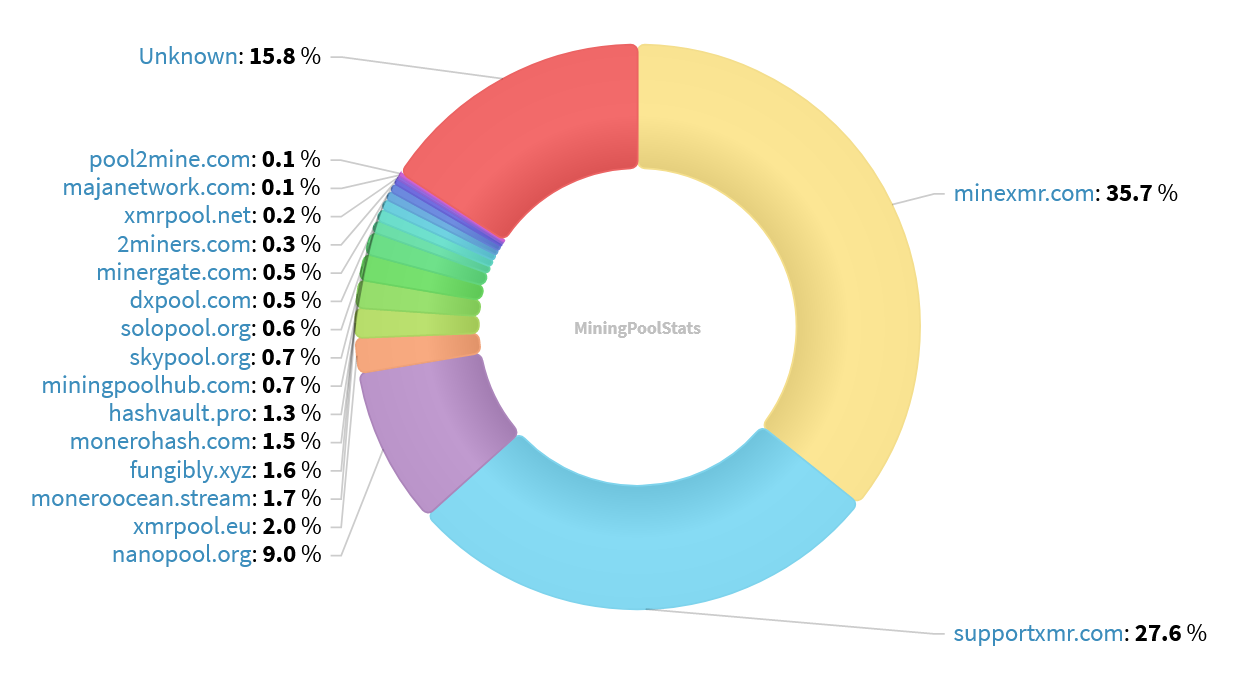 Unknown: 15.8 %
pool2mine.com: 0.1 %
majanetwork.com: 0.1 %
minexmr.com: 35.7 %
xmrpool.net: 0.2 %
2miners.com: 0.3 %
minergate.com: 0.5 %
dxpool.com: 0.5 %
solopool.org: 0.6 %
MiningPoolStats
skypool.org: 0.7 %
miningpoolhub.com: 0.7 %
hashvault.pro: 1.3 %
monerohash.com: 1.5 %
fungibly.xyz: 1.6 %
moneroocean.stream: 1.7 %
xmrpool.eu: 2.0 %
nanopool.org: 9.0 %
supportxmr.com: 27.6 %